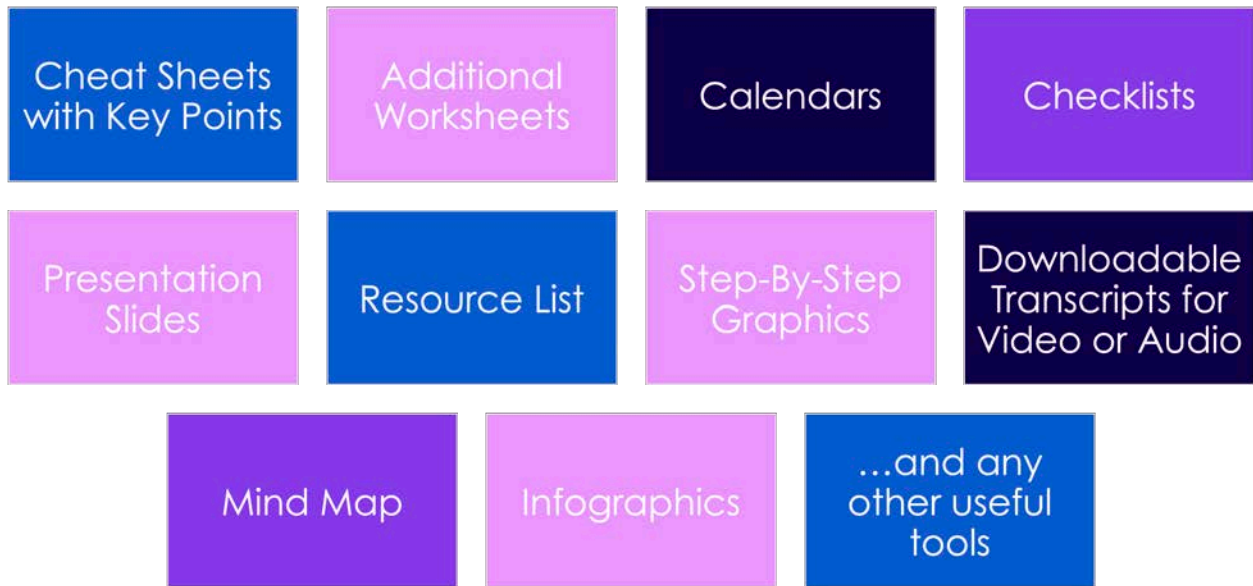 Cheat Sheets
with Key Points
Additional
Worksheets
Calendars
Checklists
Presentation
Slides
Resource List
Step-By-Step
Graphics
Downloadable
Transcripts for
Video or Audio
Mind Map
Infographics
...and any
other useful
tools